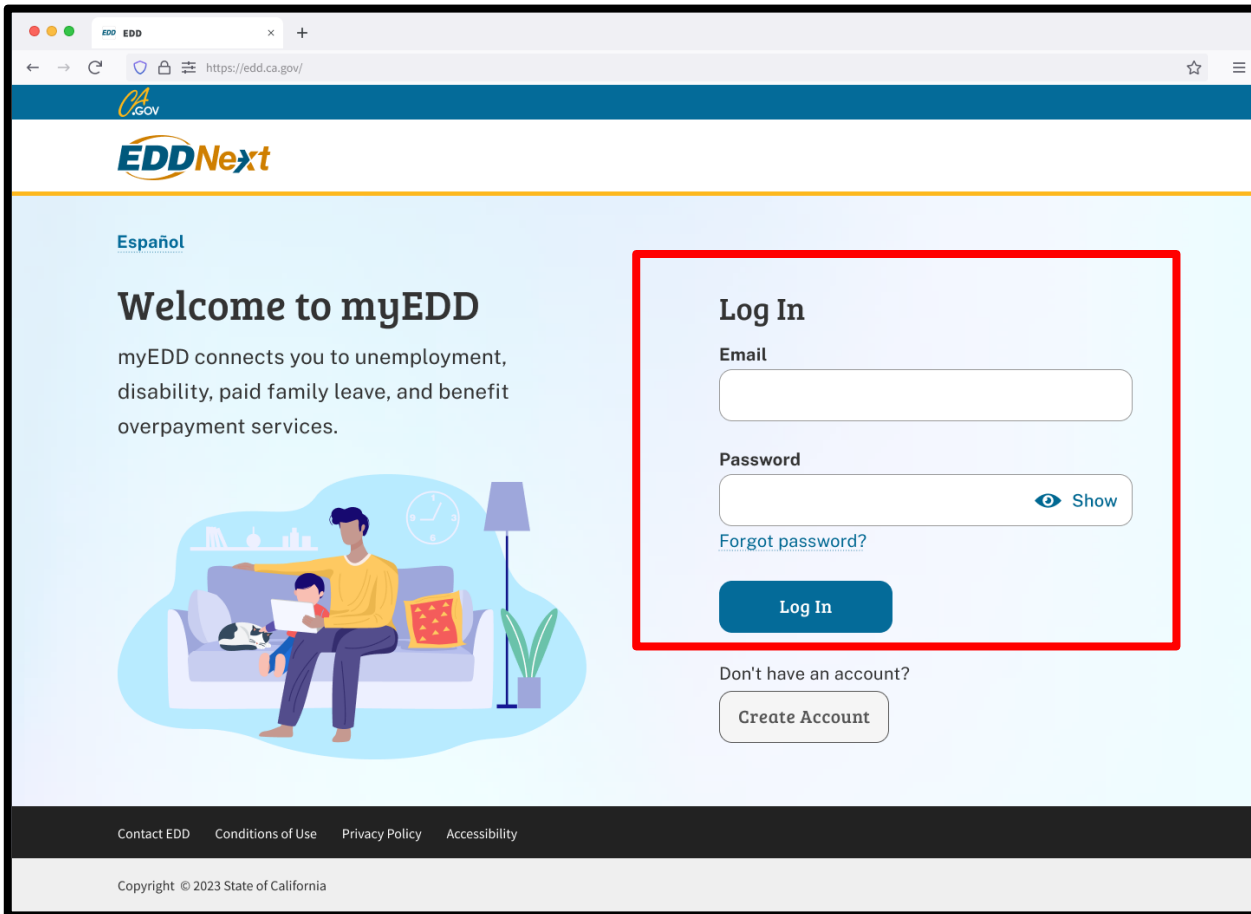 EDD EDD
https://edd.ca.gov/
CA.GOV
EDDNext
Español
Welcome to myEDD
myEDD connects you to unemployment,
disability, paid family leave, and benefit
overpayment services.
Log In
Email
Password
Show
Forgot password?
Log In
Don't have an account?
Create Account
Contact EDD Conditions of Use Privacy Policy Accessibility
Copyright © 2023 State of California